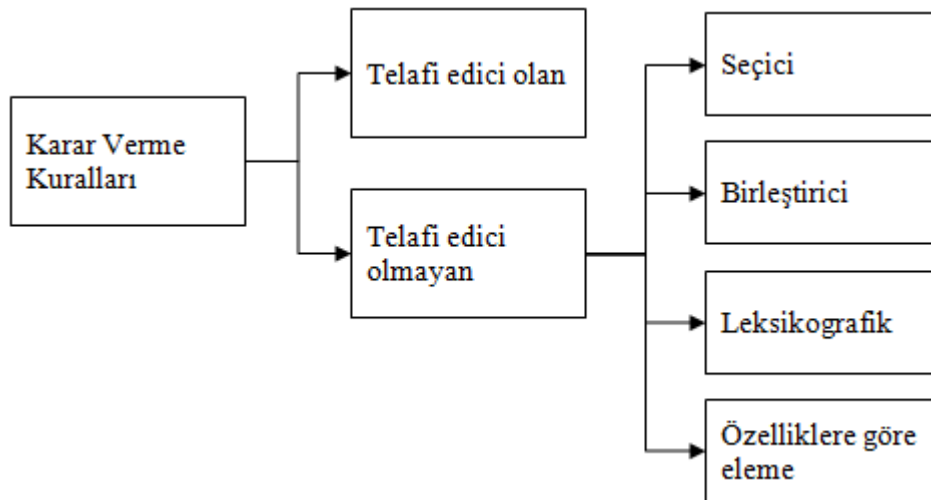 Karar Verme
Kuralları
Telafi edici olan
Telafi edici
olmayan
Seçici
Birleştirici
Leksikografik
Özelliklere göre
eleme